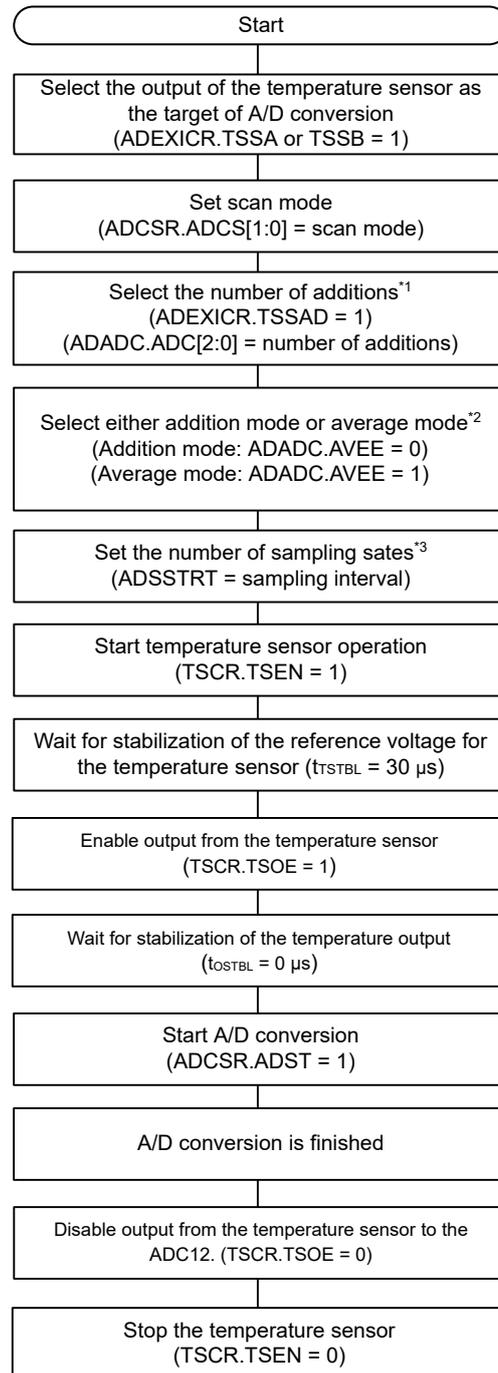 Start
Select the output of the temperature sensor as
the target of A/D conversion
(ADEXICR.TSSA or TSSB = 1)
Set scan mode
(ADCSR.ADCS[1:0] = scan mode)
Select the number of additions*1
(ADEXICR.TSSAD = 1)
(ADADC.ADC[2:0] = number of additions)
Select either addition mode or average mode*2
(Addition mode: ADADC.AVEE = 0)
(Average mode: ADADC.AVEE = 1)
Set the number of sampling sates*3
(ADSSTRT = sampling interval)
Start temperature sensor operation
(TSCR.TSEN = 1)
Wait for stabilization of the reference voltage for
the temperature sensor (tTSTBL = 30 μs)
Enable output from the temperature sensor
(TSCR.TSOE = 1)
Wait for stabilization of the temperature output
(tOSTBL = 0 μs)
Start A/D conversion
(ADCSR.ADST = 1)
A/D conversion is finished
Disable output from the temperature sensor to the
ADC12. (TSCR.TSOE = 0)
Stop the temperature sensor
(TSCR.TSEN = 0)